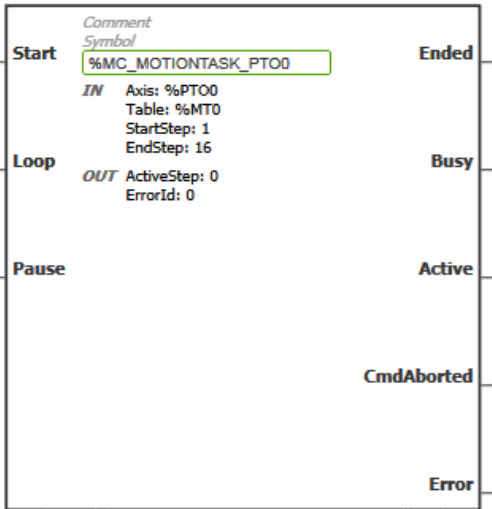 Comment
Symbol
Start
%MC_MOTIONTASK_PTO0
Ended
IN Axis: %PTO0
Table: %MT0
StartStep: 1
EndStep: 16
Loop
Busy
OUT ActiveStep: 0
ErrorId: 0
Pause
Active
CmdAborted
Error